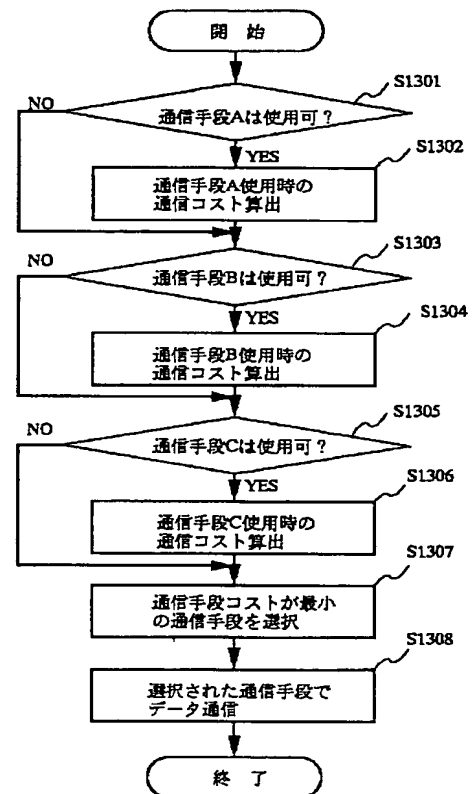 開 始
S1301
NO
通信手段Aは使用可？
YES
S1302
通信手段A使用時の
通信コスト算出
S1303
NO
通信手段Bは使用可？
YES
S1304
通信手段B使用時の
通信コスト算出
S1305
NO
通信手段Cは使用可？
YES
S1306
通信手段C使用時の
通信コスト算出
S1307
通信手段コストが最小
の通信手段を選択
S1308
選択された通信手段で
データ通信
終 了